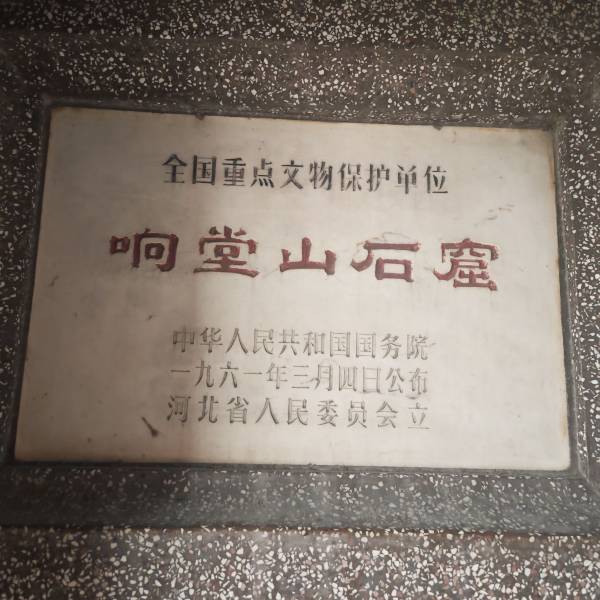 全国重点文物保护单位
响堂山石窟
中华人民共和国国务院
一九六一年三月四日公布
河北省人民委员会立